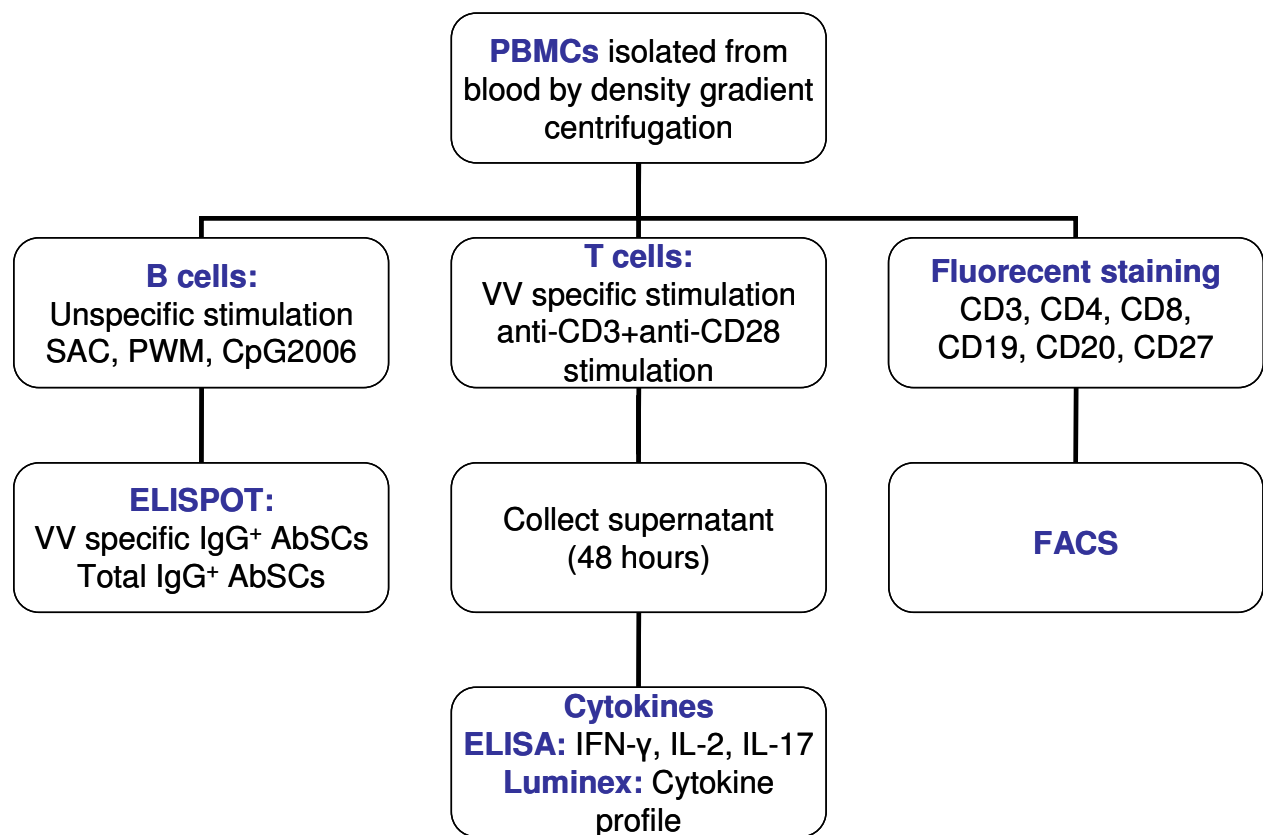 PBMCs isolated from
blood by density gradient
centrifugation
B cells:
Unspecific stimulation
SAC, PWM, CpG2006
T cells:
VV specific stimulation
anti-CD3+anti-CD28
stimulation
Fluorecent staining
CD3, CD4, CD8,
CD19, CD20, CD27
ELISPOT:
VV specific IgG⁺ AbSCs
Total IgG⁺ AbSCs
Collect supernatant
(48 hours)
FACS
Cytokines
ELISA: IFN-γ, IL-2, IL-17
Luminex: Cytokine
profile